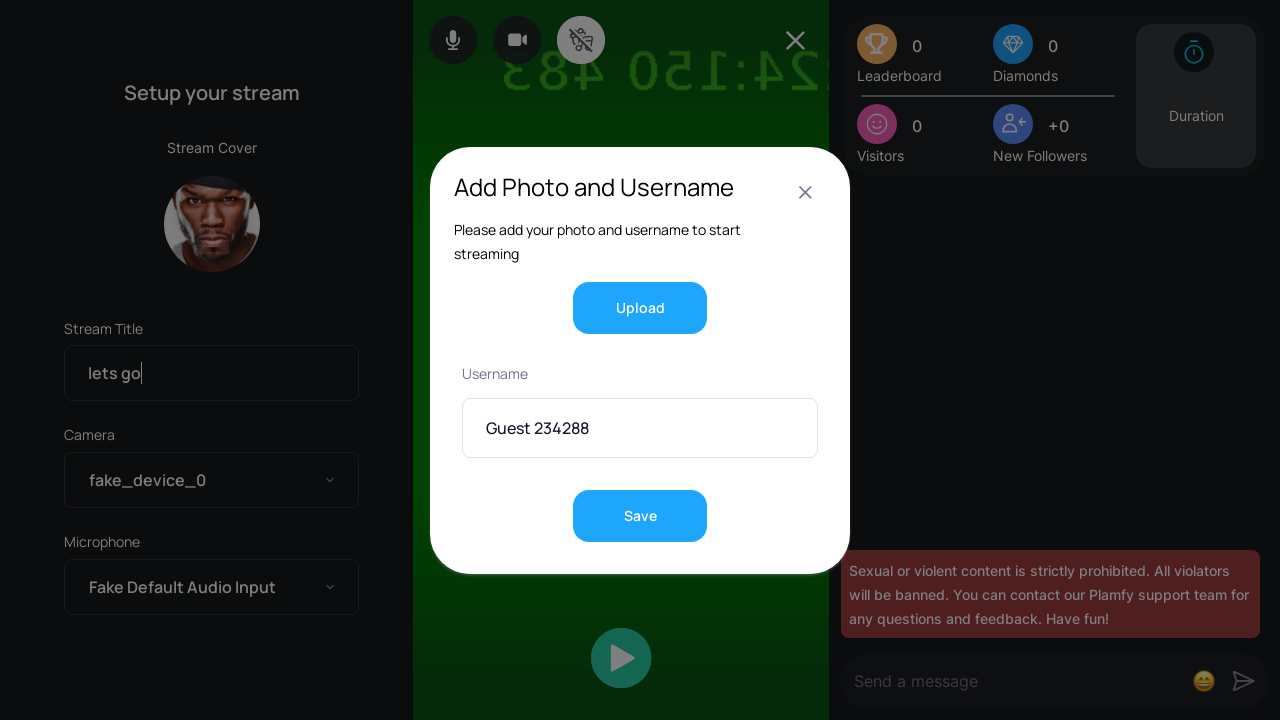 Setup your stream
Stream Cover
Stream Title
lets go
Camera
fake_device_0
Microphone
Fake Default Audio Input
:24:150 483
Add Photo and Username
Please add your photo and username to start
streaming
Upload
Username
Guest 234288
Save
0
Leaderboard
0
Diamonds
0
Visitors
+0
New Followers
Duration
Sexual or violent content is strictly prohibited. All violators
will be banned. You can contact our Plamfy support team for
any questions and feedback. Have fun!
Send a message